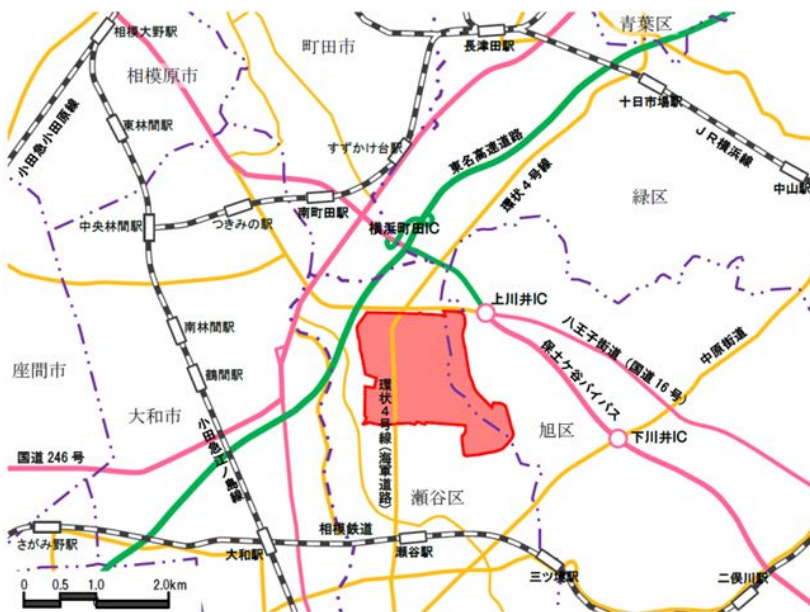 相模大野駅
町田市
長津田駅
青葉区
相模原市
十日市場駅
東林間駅
小田急小田原線
すずかけ台駅
東名高速道路
JR横浜線
環状4号線
中山駅
緑区
南町田駅
つきみの駅
中央林間駅
横浜町田IC
上川井IC
八王子街道(国道16号)
中原街道
南林間駅
保土ケ谷バイパス
座間市
鶴間駅
大和市
環状4号線(海軍道路)
旭区
下川井IC
小田急江ノ島線
国道246号
瀬谷区
相模鉄道
さがみ野駅
大和駅
瀬谷駅
三ツ境駅
二俣川駅
0 0.5 1.0 2.0km